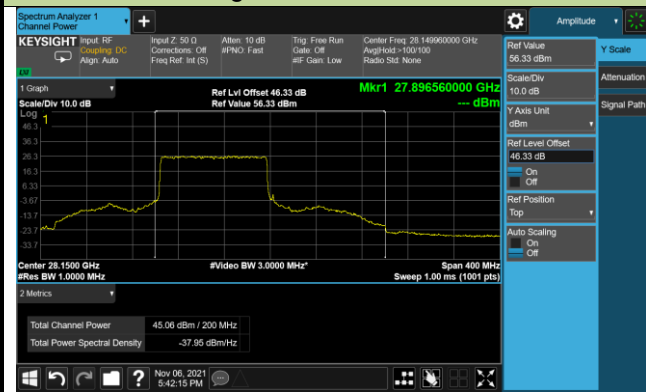 Spectrum Analyzer 1
Channel Power
+
Amplitude
KEYSIGHT
Input: RF
Coupling: DC
Align: Auto
Input Z: 50 Ω
Corrections: Off
Freq Ref: Int (S)
Atten: 10 dB
#PNO: Fast
Trig: Free Run
Gate: Off
#IF Gain: Low
Center Freq: 28.149960000 GHz
Avg|Hold:>100/100
Radio Std: None
1 Graph
Scale/Div 10.0 dB
Ref Lvl Offset 46.33 dB
Ref Value 56.33 dBm
Mkr1 27.896560000 GHz
--- dBm
Log
1
46.3
36.3
26.3
16.3
6.33
-3.67
-13.7
-23.7
-33.7
Center 28.1500 GHz
#Res BW 1.0000 MHz
#Video BW 3.0000 MHz*
Span 400 MHz
Sweep 1.00 ms (1001 pts)
2 Metrics
Total Channel Power 45.06 dBm / 200 MHz
Total Power Spectral Density -37.95 dBm/Hz
?
Nov 06, 2021
5:42:15 PM
Ref Value
56.33 dBm
Scale/Div
10.0 dB
Y Axis Unit
dBm
Ref Level Offset
46.33 dB
On
Off
Ref Position
Top
Auto Scaling
On
Off
Y Scale
Attenuation
Signal Path